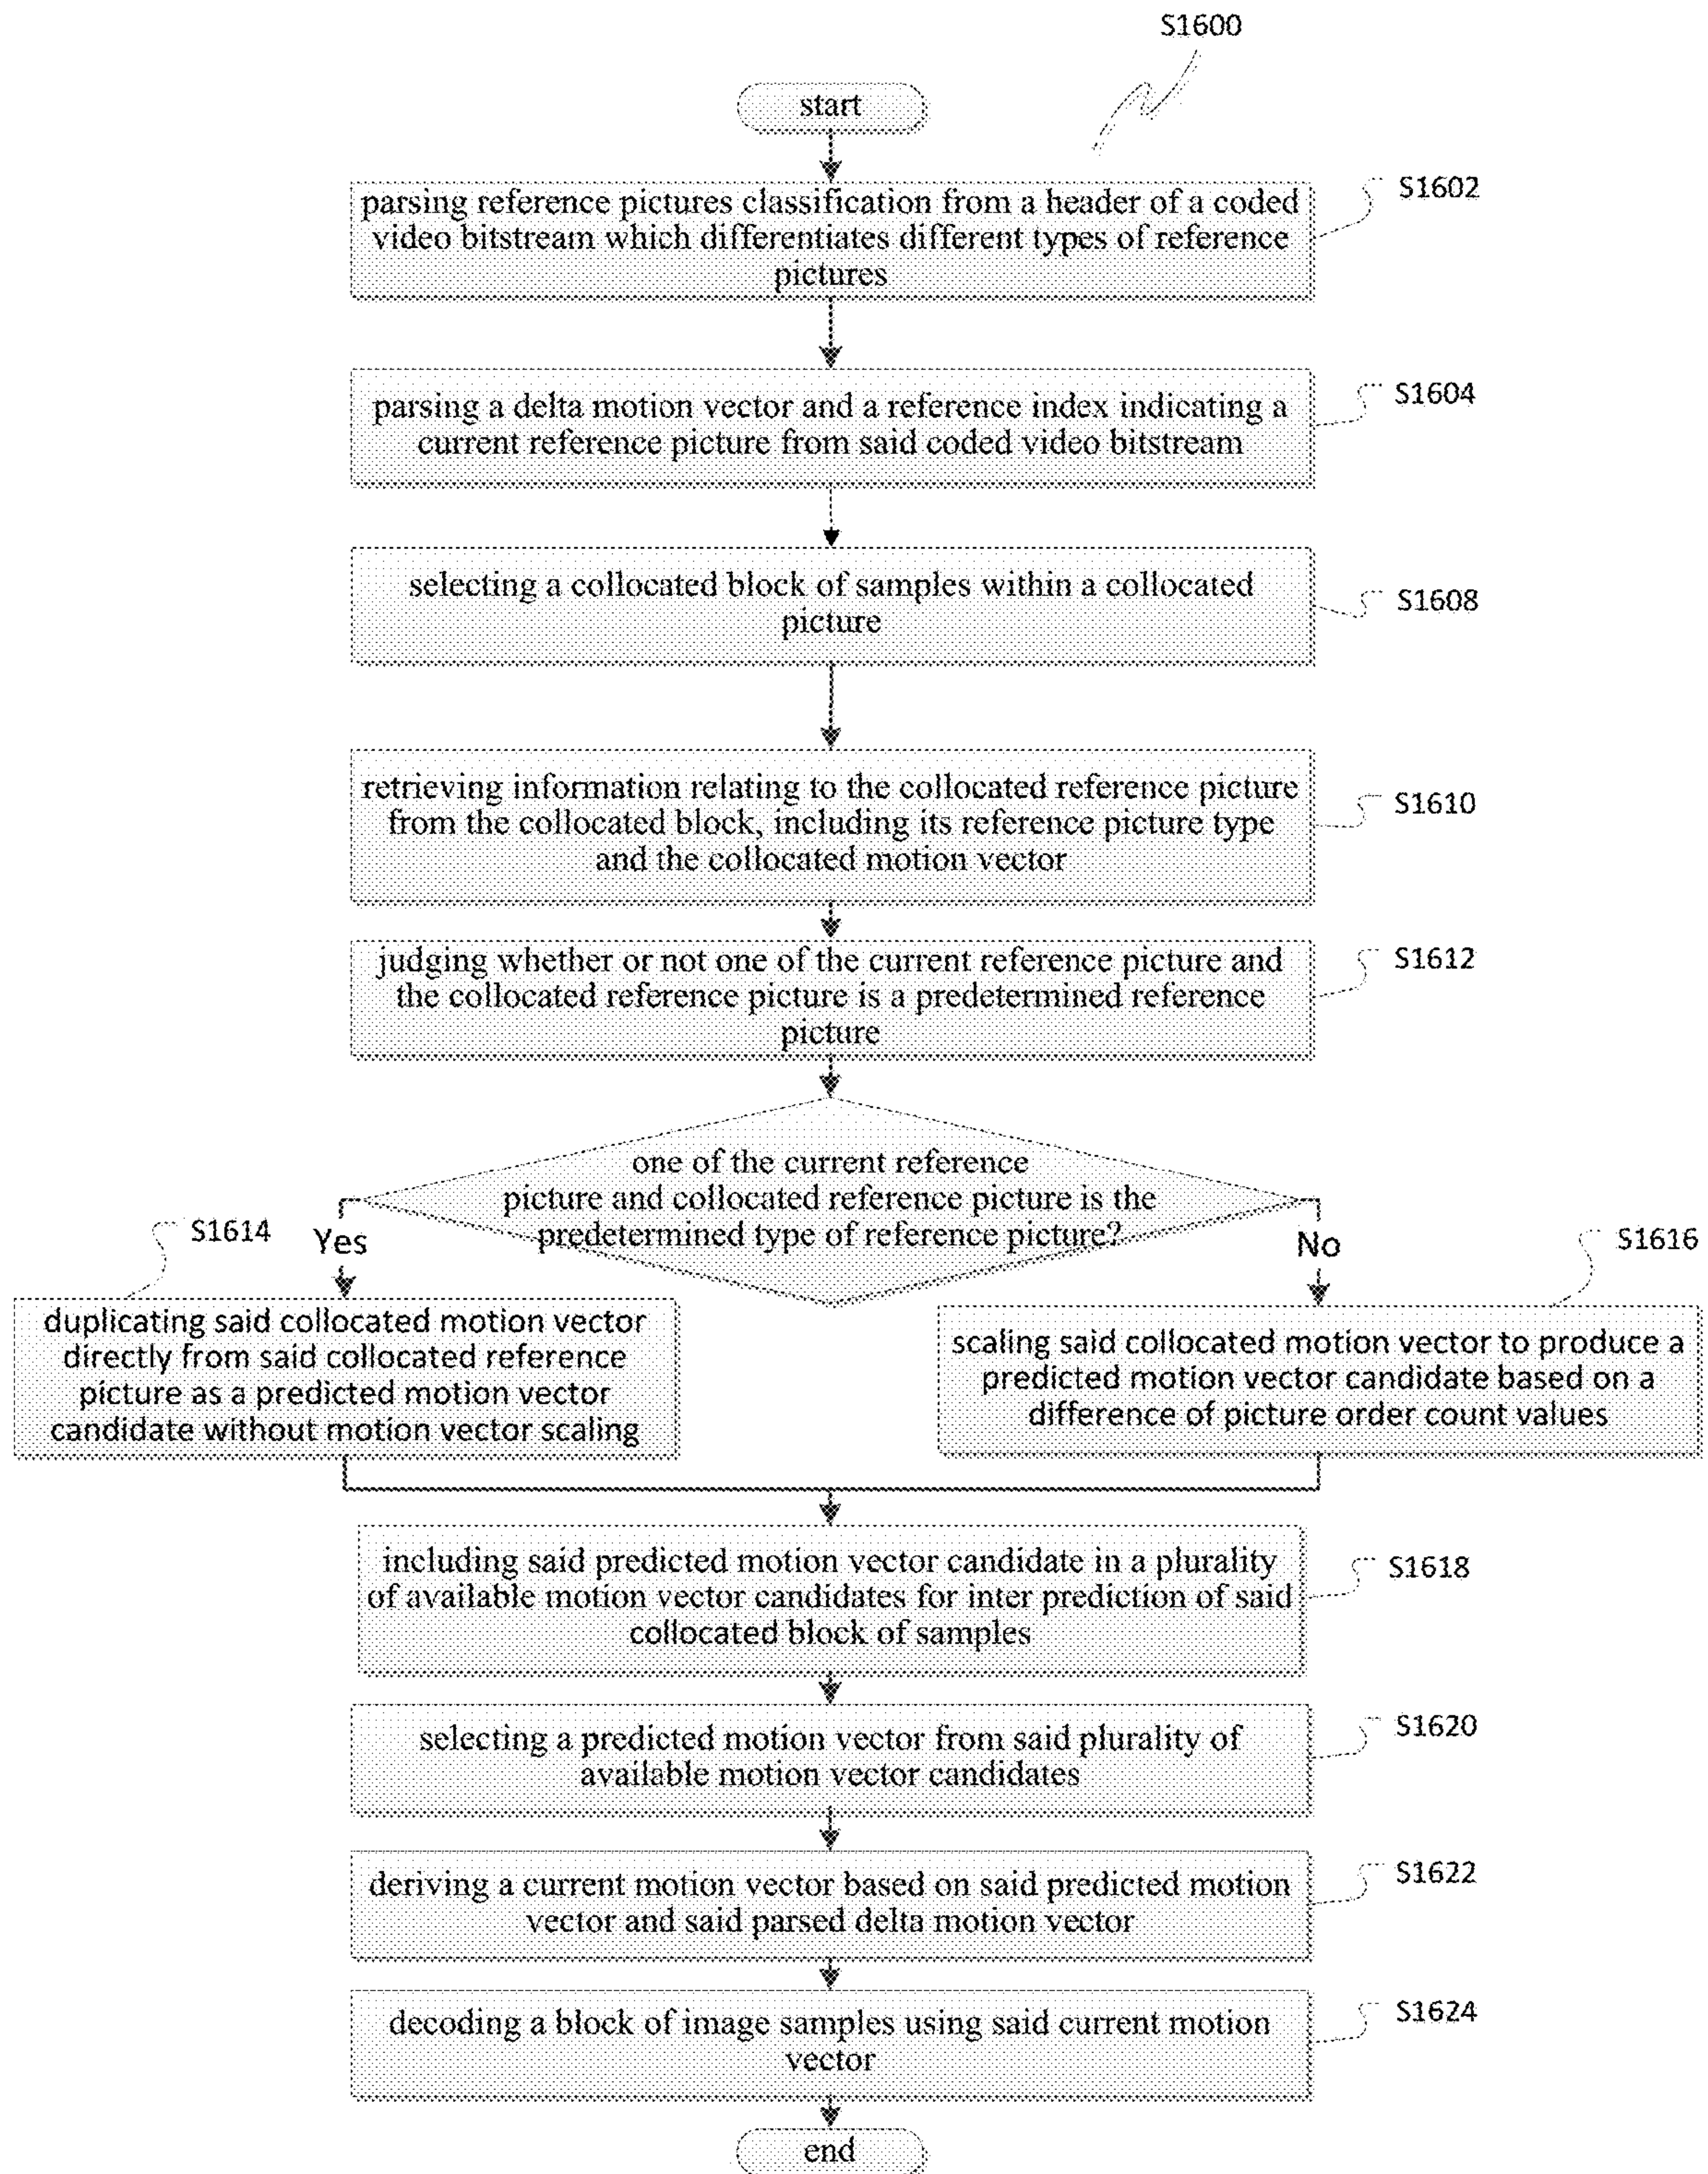 S1600
start
parsing reference pictures classification from a header of a coded
video bitstream which differentiates different types of reference
pictures
S1602
parsing a delta motion vector and a reference index indicating a
current reference picture from said coded video bitstream
S1604
selecting a collocated block of samples within a collocated
picture
S1608
retrieving information relating to the collocated reference picture
from the collocated block, including its reference picture type
and the collocated motion vector
S1610
judging whether or not one of the current reference picture and
the collocated reference picture is a predetermined reference
picture
S1612
one of the current reference
picture and collocated reference picture is the
predetermined type of reference picture?
S1614
Yes
No
S1616
duplicating said collocated motion vector
directly from said collocated reference
picture as a predicted motion vector
candidate without motion vector scaling
scaling said collocated motion vector to produce a
predicted motion vector candidate based on a
difference of picture order count values
including said predicted motion vector candidate in a plurality
of available motion vector candidates for inter prediction of said
collocated block of samples
S1618
selecting a predicted motion vector from said plurality of
available motion vector candidates
S1620
deriving a current motion vector based on said predicted motion
vector and said parsed delta motion vector
S1622
decoding a block of image samples using said current motion
vector
S1624
end